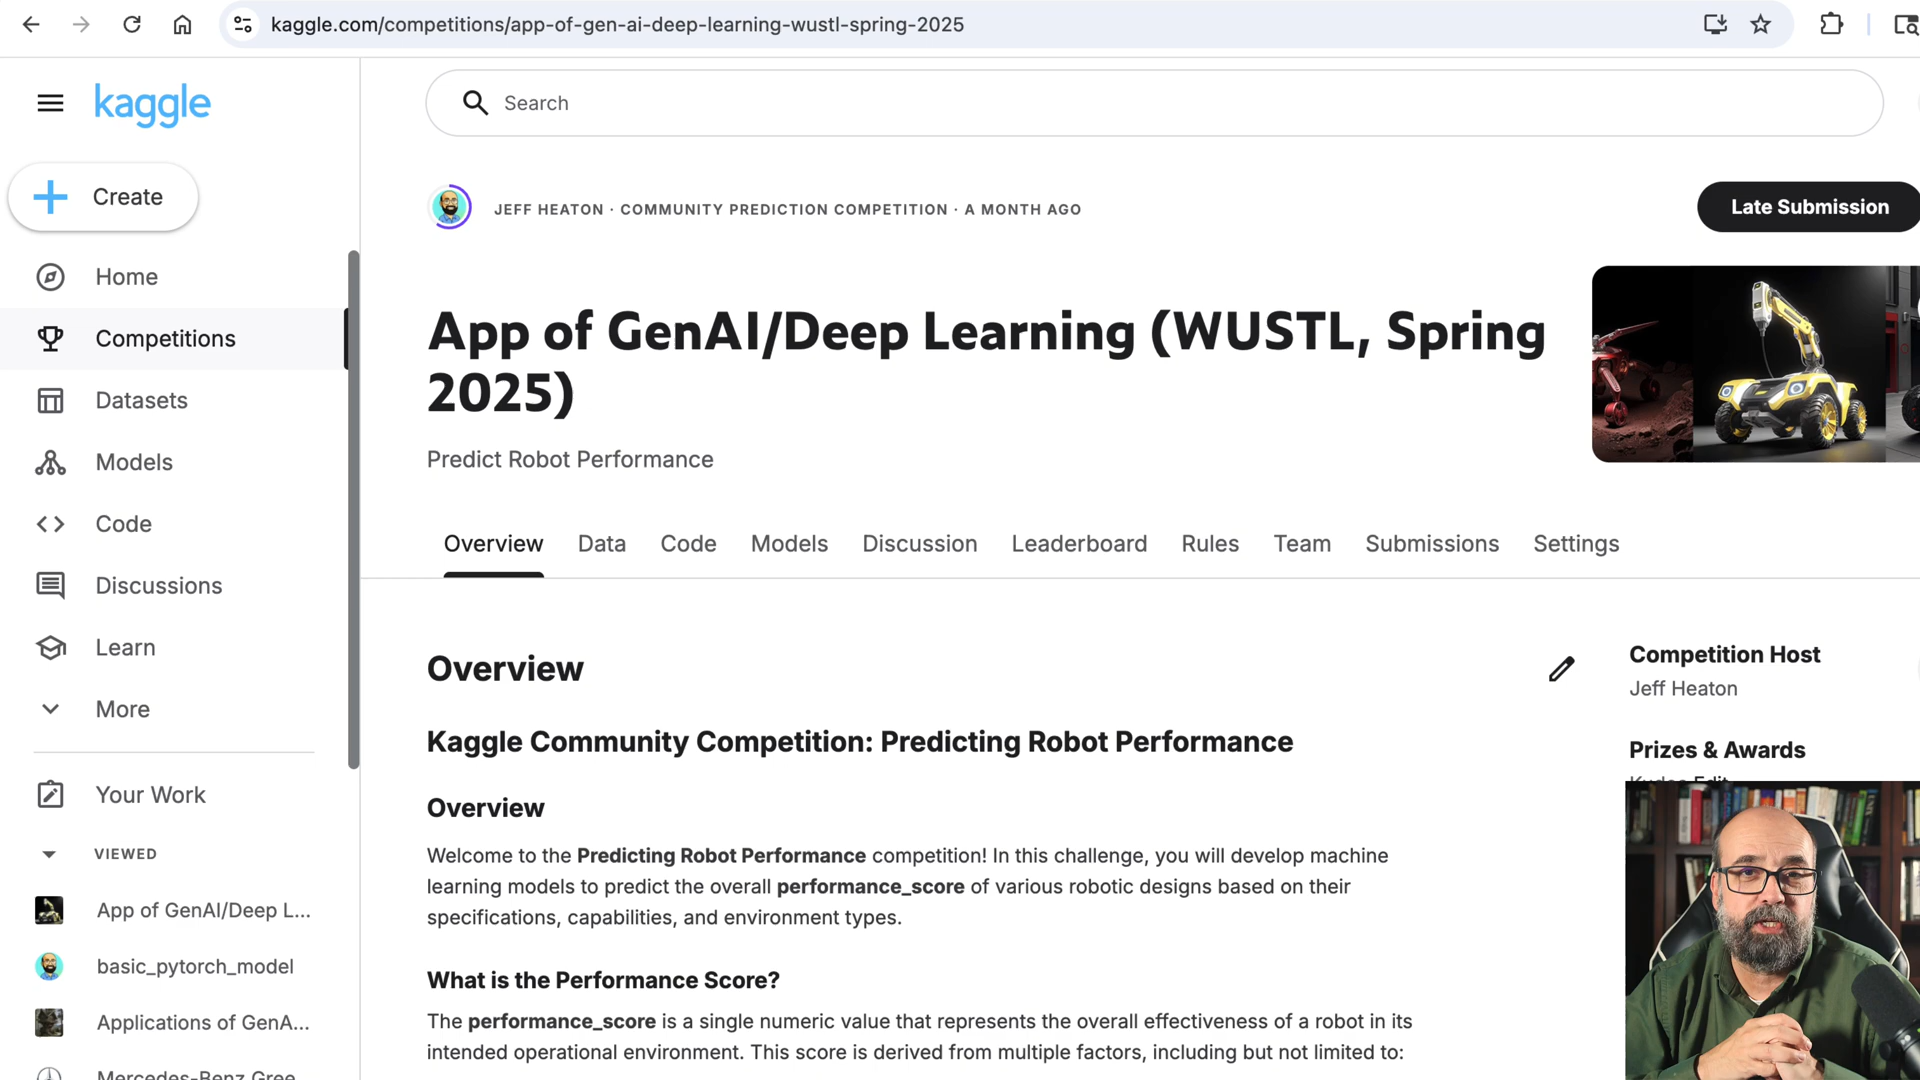 kaggle.com/competitions/app-of-gen-ai-deep-learning-wustl-spring-2025
kaggle
Search
Create
JEFF HEATON · COMMUNITY PREDICTION COMPETITION · A MONTH AGO
Late Submission
Home
Competitions
Datasets
Models
Code
Discussions
Learn
More
Your Work
VIEWED
App of GenAI/Deep L...
basic_pytorch_model
Applications of GenA...
Mercedes-Benz Gree
App of GenAI/Deep Learning (WUSTL, Spring
2025)
Predict Robot Performance
Overview Data Code Models Discussion Leaderboard Rules Team Submissions Settings
Overview
Kaggle Community Competition: Predicting Robot Performance
Overview
Welcome to the Predicting Robot Performance competition! In this challenge, you will develop machine
learning models to predict the overall performance_score of various robotic designs based on their
specifications, capabilities, and environment types.
What is the Performance Score?
The performance_score is a single numeric value that represents the overall effectiveness of a robot in its
intended operational environment. This score is derived from multiple factors, including but not limited to:
Competition Host
Jeff Heaton
Prizes & Awards